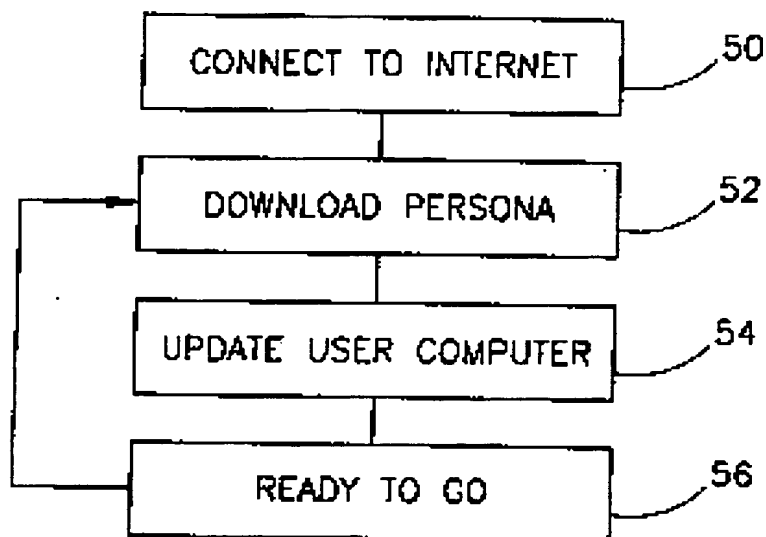 CONNECT TO INTERNET
50
DOWNLOAD PERSONA
52
UPDATE USER COMPUTER
54
READY TO GO
56